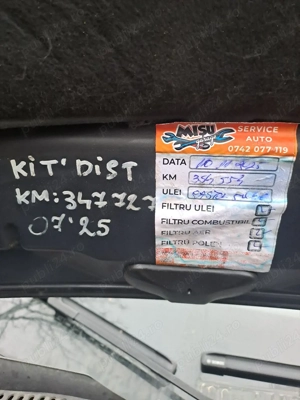 KiT' DiST
KM: 347727
07'25
MISU
SERVICE
AUTO
0742 077 119
DATA
KM
ULEI
FILTRU ULEI
FILTRU COMBUSTIBIL
FILTRU AER
FILTRU POLEN